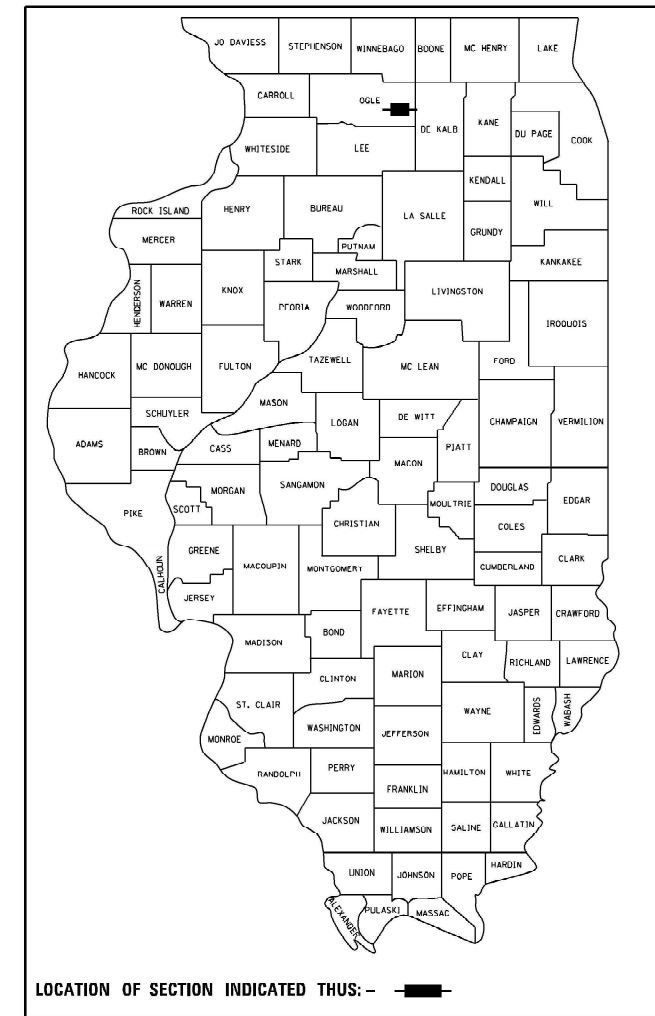 JO DAVIESS STEPHENSON WINNEBAGO BOONE MC HENRY LAKE
CARROLL OGLE
DE KALB KANE DU PAGE COOK
WHITESIDE LEE
KENDALL
ROCK ISLAND HENRY BUREAU LA SALLE WILL
MERCER PUTNAM GRUNDY
STARK MARSHALL KANKAKEE
HENDERSON WARREN KNOX PEORIA WOODFORD LIVINGSTON IROQUOIS
HANCOCK MC DONOUGH FULTON TAZEWELL MC LEAN FORD
SCHUYLER MASON LOGAN DE WITT CHAMPAIGN VERMILION
ADAMS BROWN CASS MENARD PIATT
MACON
MORGAN SANGAMON DOUGLAS EDGAR
PIKE SCOTT CHRISTIAN MOULTRIE COLES
GREENE SHELBY
CALHOUN MACOUPIN MONTGOMERY CUMBERLAND CLARK
JERSEY FAYETTE EFFINGHAM JASPER CRAWFORD
MADISON BOND
CLAY RICHLAND LAWRENCE
CLINTON MARION
ST. CLAIR WAYNE EDWARDS WABASH
MONROE WASHINGTON JEFFERSON
RANDOLPH PERRY HAMILTON WHITE
FRANKLIN
JACKSON WILLIAMSON SALINE GALLATIN
UNION JOHNSON POPE HARDIN
ALEXANDER PULASKI MASSAC
LOCATION OF SECTION INDICATED THUS: –